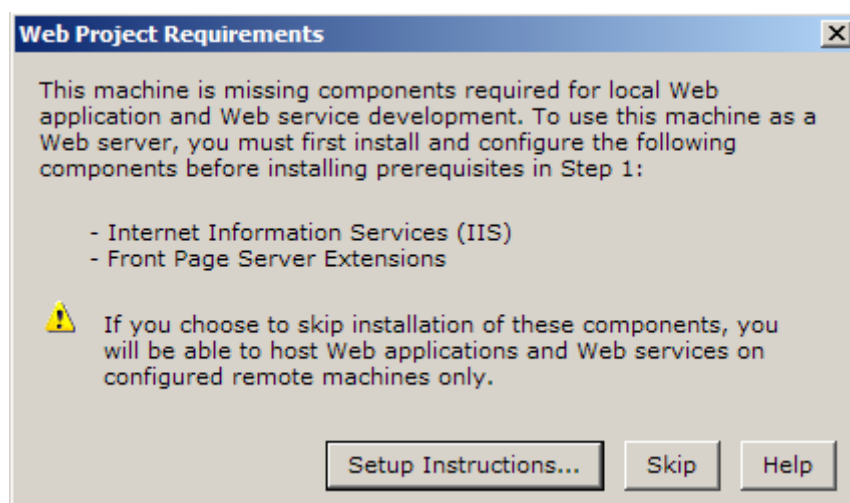 Web Project Requirements
This machine is missing components required for local Web
application and Web service development. To use this machine as a
Web server, you must first install and configure the following
components before installing prerequisites in Step 1:
- Internet Information Services (IIS)
- Front Page Server Extensions
If you choose to skip installation of these components, you
will be able to host Web applications and Web services on
configured remote machines only.
Setup Instructions... Skip Help